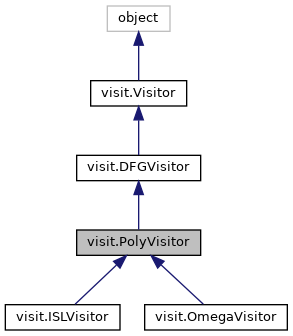 object
visit.Visitor
visit.DFGVisitor
visit.PolyVisitor
visit.ISLVisitor
visit.OmegaVisitor